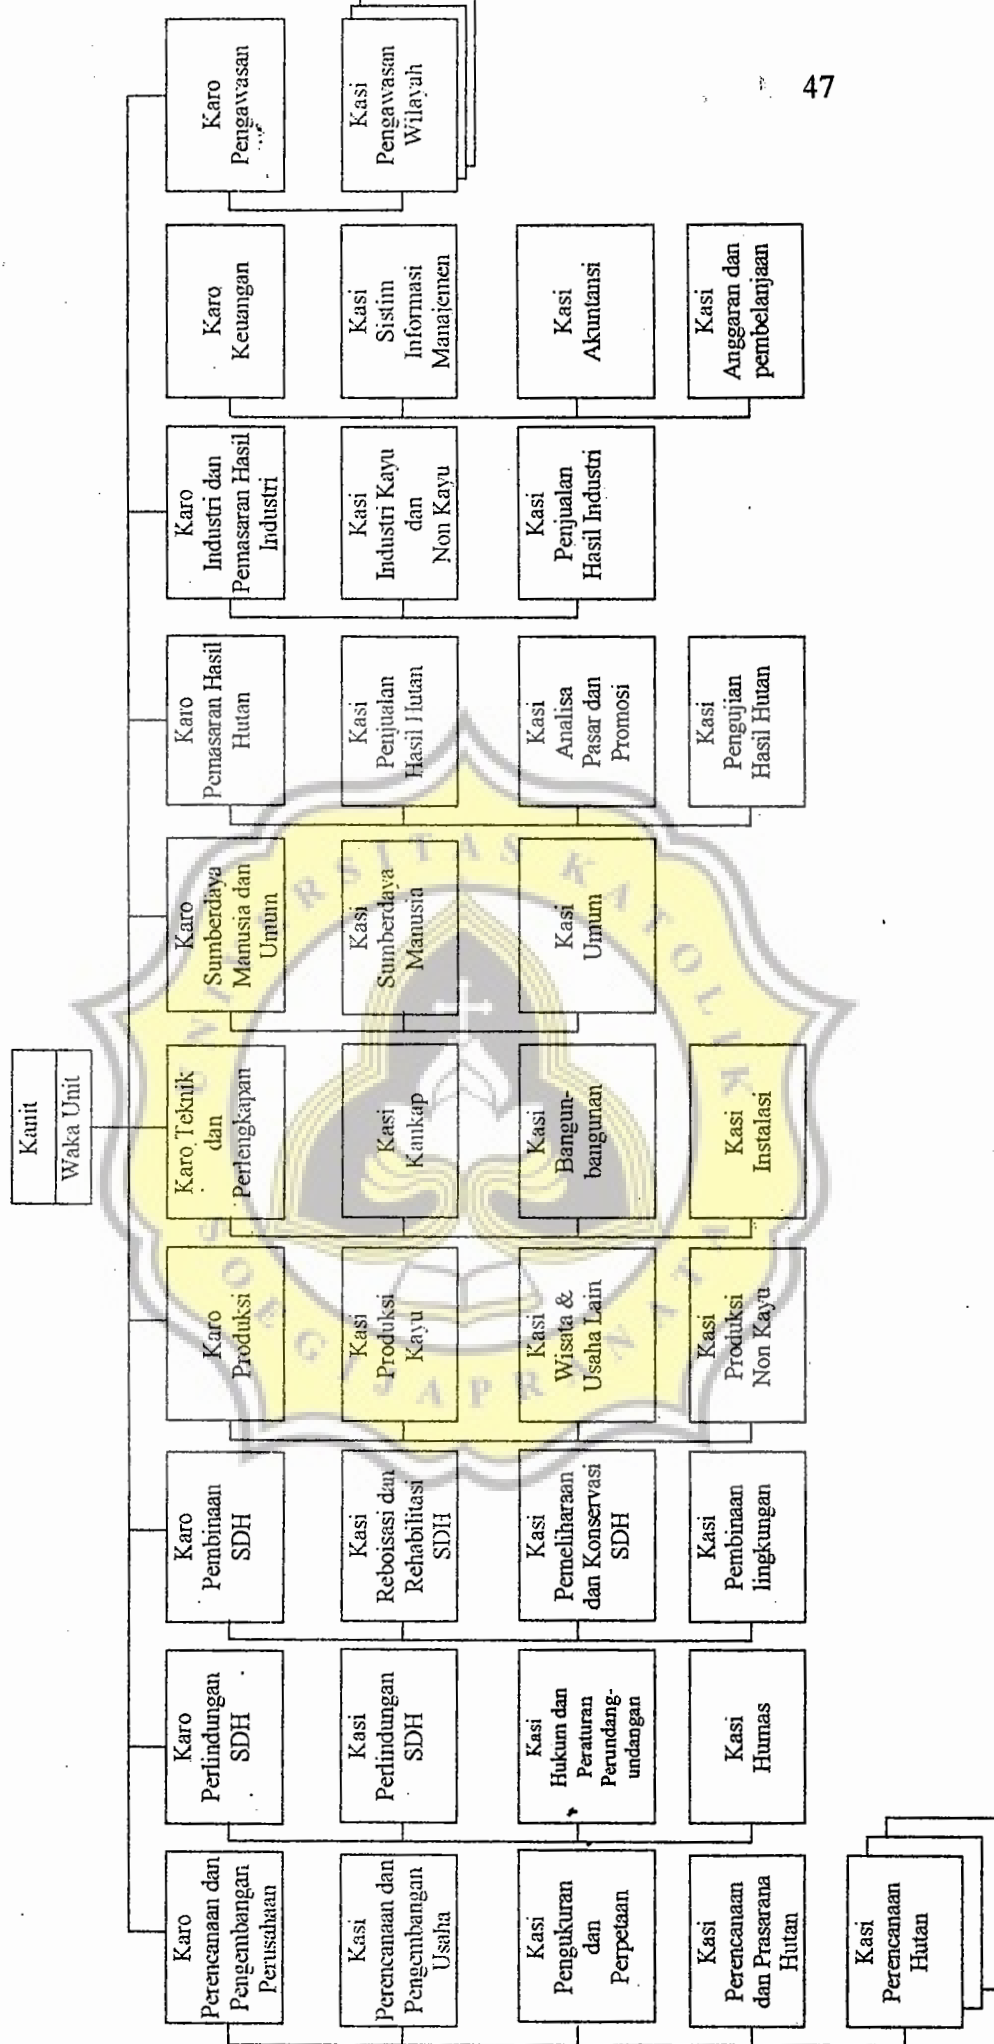 47
Kanit
Waka Unit
Karo
Perencanaan dan
Pengembangan
Perusahaan
Kasi
Perencanaan dan
Pengembangan
Usaha
Kasi
Pengukuran
dan
Perpetaan
Kasi
Perencanaan
dan Prasarana
Hutan
Kasi
Perencanaan
Hutan
Karo
Perlindungan
SDH
Kasi
Perlindungan
SDH
Kasi
Hukum dan
Peraturan
Perundang-
undangan
Kasi
Humas
Karo
Pembinaan
SDH
Kasi
Reboisasi dan
Rehabilitasi
SDH
Kasi
Pemeliharaan
dan Konservasi
SDH
Kasi
Pembinaan
lingkungan
Karo
Produksi
Kasi
Produksi
Kayu
Kasi
Wisata &
Usaha Lain
Kasi
Produksi
Non Kayu
Karo Teknik
dan
Perlengkapan
Kasi
Kankap
Kasi
Bangun-
bangunan
Kasi
Instalasi
Karo
Sumberdaya
Manusia dan
Umum
Kasi
Sumberdaya
Manusia
Kasi
Umum
Karo
Pemasaran Hasil
Hutan
Kasi
Penjualan
Hasil Hutan
Kasi
Analisa
Pasar dan
Promosi
Kasi
Pengujian
Hasil Hutan
Karo
Industri dan
Pemasaran Hasil
Industri
Kasi
Industri Kayu
dan
Non Kayu
Kasi
Penjualan
Hasil Industri
Karo
Keuangan
Kasi
Sistim
Informasi
Manajemen
Kasi
Akuntansi
Kasi
Anggaran dan
pembelanjaan
Karo
Pengawasan
Kasi
Pengawasan
Wilayah
UNIVERSITAS KATOLIK
SOEGIJAPRANATA